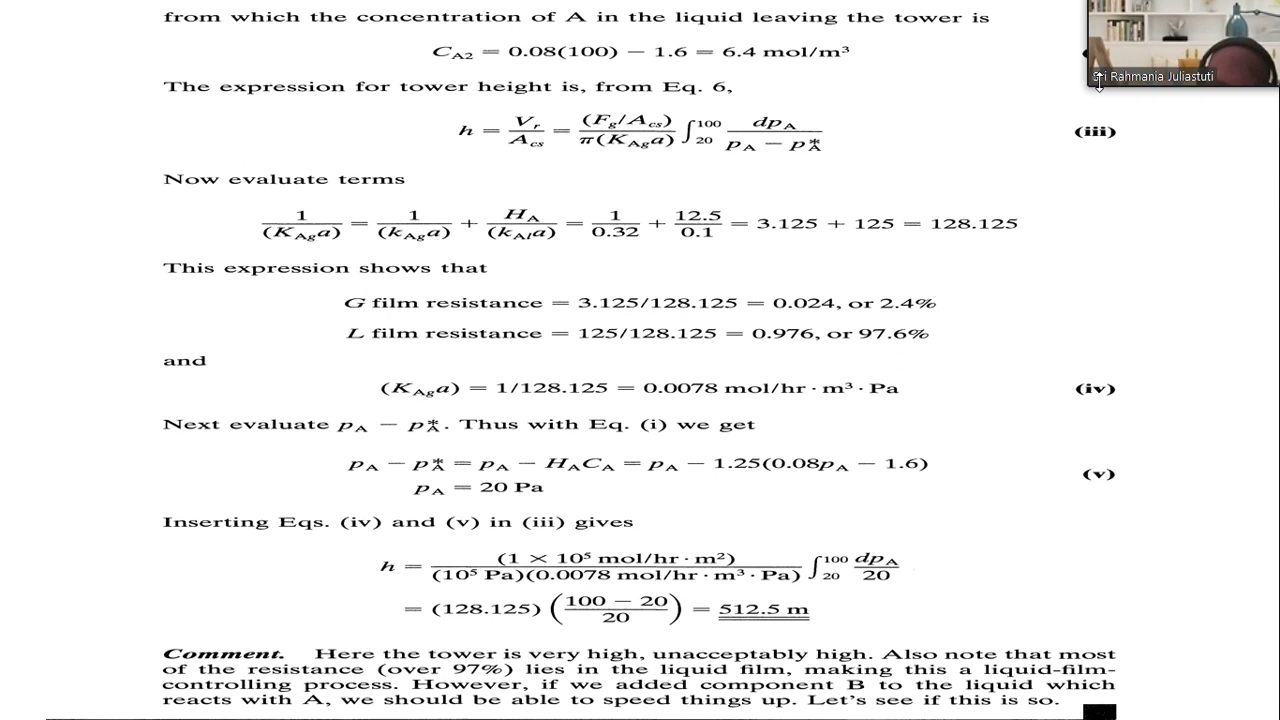 from which the concentration of A in the liquid leaving the tower is
C_A2 = 0.08(100) − 1.6 = 6.4 mol/m³
Sri Rahmania Juliastuti
The expression for tower height is, from Eq. 6,
h = V_r/A_cs = (F_g/A_cs)/π(K_Ag a) ∫₂₀¹⁰⁰ dp_A/(p_A − p_A*) (iii)
Now evaluate terms
1/(K_Ag a) = 1/(k_Ag a) + H_A/(k_Al a) = 1/0.32 + 12.5/0.1 = 3.125 + 125 = 128.125
This expression shows that
G film resistance = 3.125/128.125 = 0.024, or 2.4%
L film resistance = 125/128.125 = 0.976, or 97.6%
and
(K_Ag a) = 1/128.125 = 0.0078 mol/hr · m³ · Pa (iv)
Next evaluate p_A − p_A*. Thus with Eq. (i) we get
p_A − p_A* = p_A − H_A C_A = p_A − 1.25(0.08p_A − 1.6)
(v)
p_A = 20 Pa
Inserting Eqs. (iv) and (v) in (iii) gives
h = (1 × 10⁵ mol/hr · m²)/(10⁵ Pa)(0.0078 mol/hr · m³ · Pa) ∫₂₀¹⁰⁰ dp_A/20
= (128.125) ((100 − 20)/20) = 512.5 m
Comment. Here the tower is very high, unacceptably high. Also note that most
of the resistance (over 97%) lies in the liquid film, making this a liquid-film-
controlling process. However, if we added component B to the liquid which
reacts with A, we should be able to speed things up. Let's see if this is so.